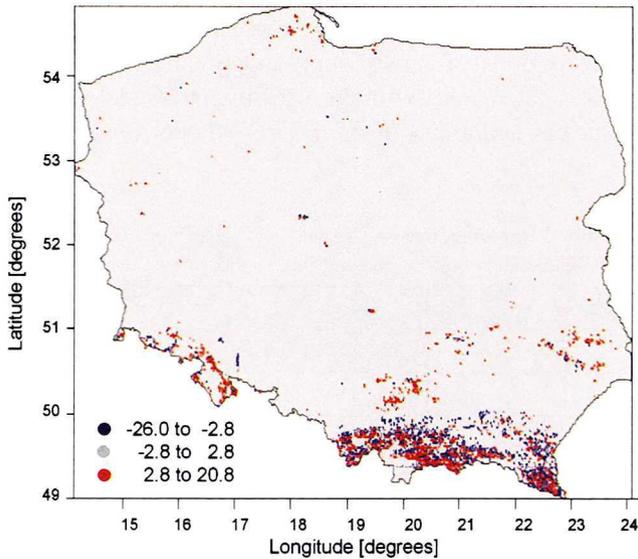 54
53
52
51
50
49
Latitude [degrees]
-26.0 to -2.8
-2.8 to 2.8
2.8 to 20.8
15 16 17 18 19 20 21 22 23 24
Longitude [degrees]